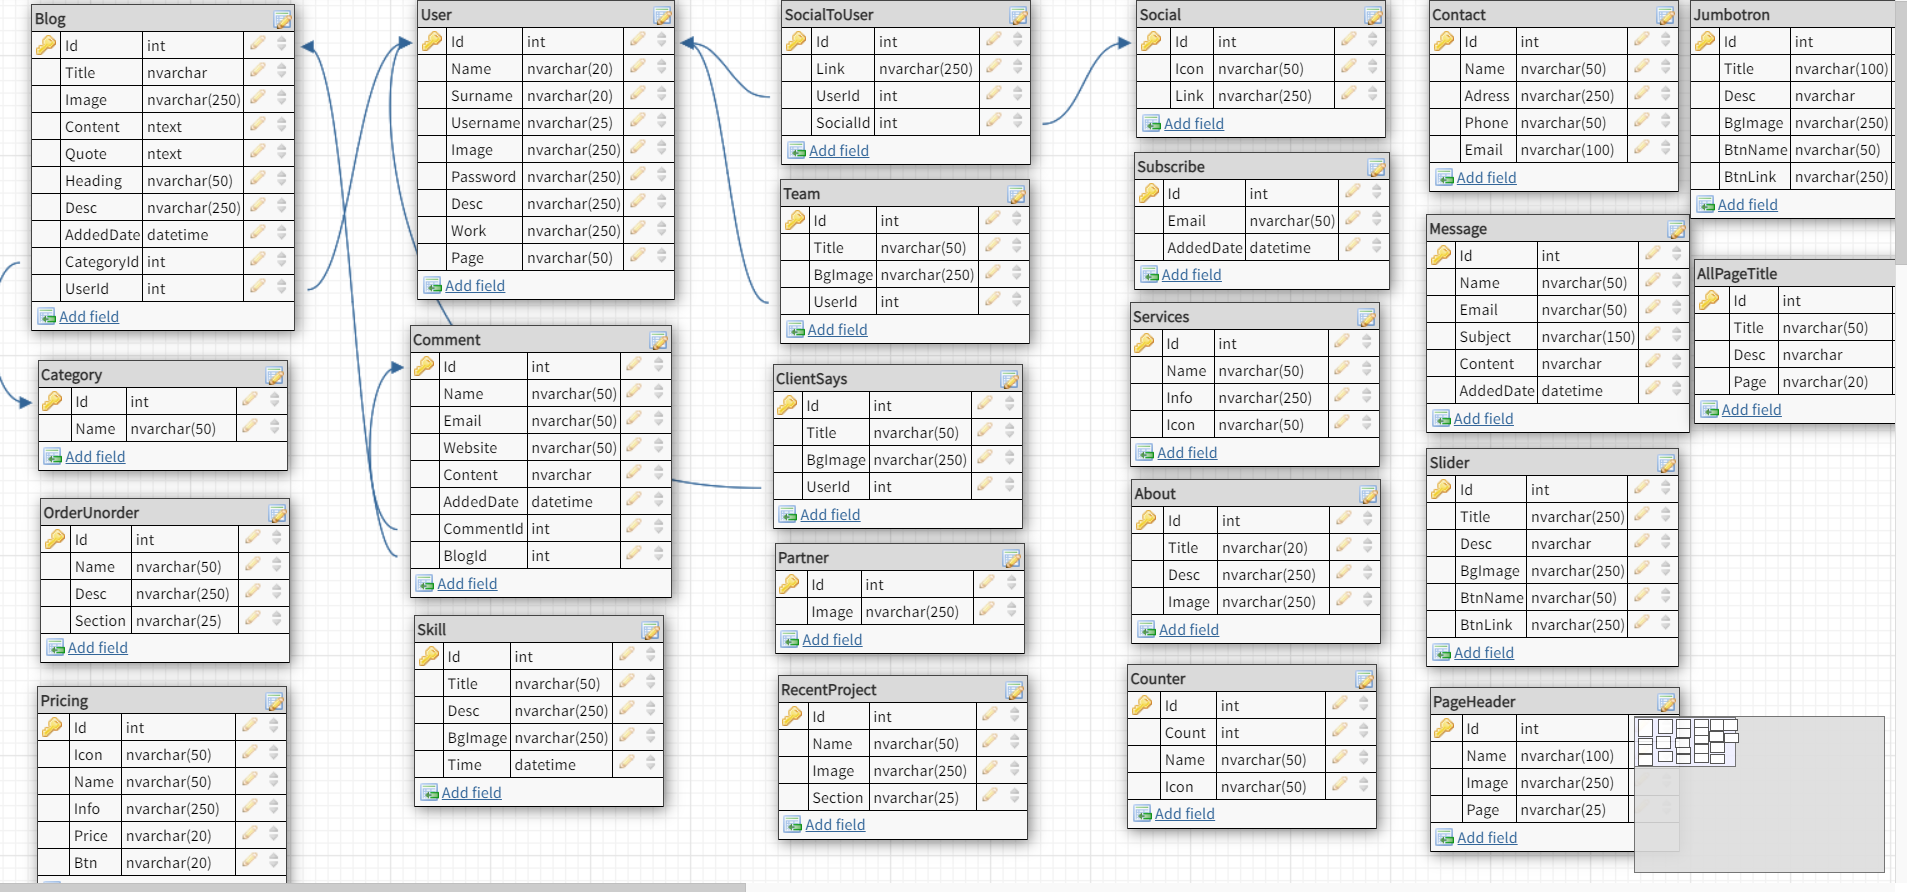 Blog
Id int
Title nvarchar
Image nvarchar(250)
Content ntext
Quote ntext
Heading nvarchar(50)
Desc nvarchar(250)
AddedDate datetime
CategoryId int
UserId int
Add field
Category
Id int
Name nvarchar(50)
Add field
OrderUnorder
Id int
Name nvarchar(50)
Desc nvarchar(250)
Section nvarchar(25)
Add field
Pricing
Id int
Icon nvarchar(50)
Name nvarchar(50)
Info nvarchar(250)
Price nvarchar(20)
Btn nvarchar(20)
User
Id int
Name nvarchar(20)
Surname nvarchar(20)
Username nvarchar(25)
Image nvarchar(250)
Password nvarchar(250)
Desc nvarchar(250)
Work nvarchar(250)
Page nvarchar(50)
Add field
Comment
Id int
Name nvarchar(50)
Email nvarchar(50)
Website nvarchar(50)
Content nvarchar
AddedDate datetime
CommentId int
BlogId int
Add field
Skill
Id int
Title nvarchar(50)
Desc nvarchar(250)
BgImage nvarchar(250)
Time datetime
Add field
SocialToUser
Id int
Link nvarchar(250)
UserId int
SocialId int
Add field
Team
Id int
Title nvarchar(50)
BgImage nvarchar(250)
UserId int
Add field
ClientSays
Id int
Title nvarchar(50)
BgImage nvarchar(250)
UserId int
Add field
Partner
Id int
Image nvarchar(250)
Add field
RecentProject
Id int
Name nvarchar(50)
Image nvarchar(250)
Section nvarchar(25)
Add field
Social
Id int
Icon nvarchar(50)
Link nvarchar(250)
Add field
Subscribe
Id int
Email nvarchar(50)
AddedDate datetime
Add field
Services
Id int
Name nvarchar(50)
Info nvarchar(250)
Icon nvarchar(50)
Add field
About
Id int
Title nvarchar(20)
Desc nvarchar(250)
Image nvarchar(250)
Add field
Counter
Id int
Count int
Name nvarchar(50)
Icon nvarchar(50)
Add field
Contact
Id int
Name nvarchar(50)
Adress nvarchar(250)
Phone nvarchar(50)
Email nvarchar(100)
Add field
Message
Id int
Name nvarchar(50)
Email nvarchar(50)
Subject nvarchar(150)
Content nvarchar
AddedDate datetime
Add field
Slider
Id int
Title nvarchar(250)
Desc nvarchar
BgImage nvarchar(250)
BtnName nvarchar(50)
BtnLink nvarchar(250)
Add field
PageHeader
Id int
Name nvarchar(100)
Image nvarchar(250)
Page nvarchar(25)
Add field
Jumbotron
Id int
Title nvarchar(100)
Desc nvarchar
BgImage nvarchar(250)
BtnName nvarchar(50)
BtnLink nvarchar(250)
Add field
AllPageTitle
Id int
Title nvarchar(50)
Desc nvarchar
Page nvarchar(20)
Add field